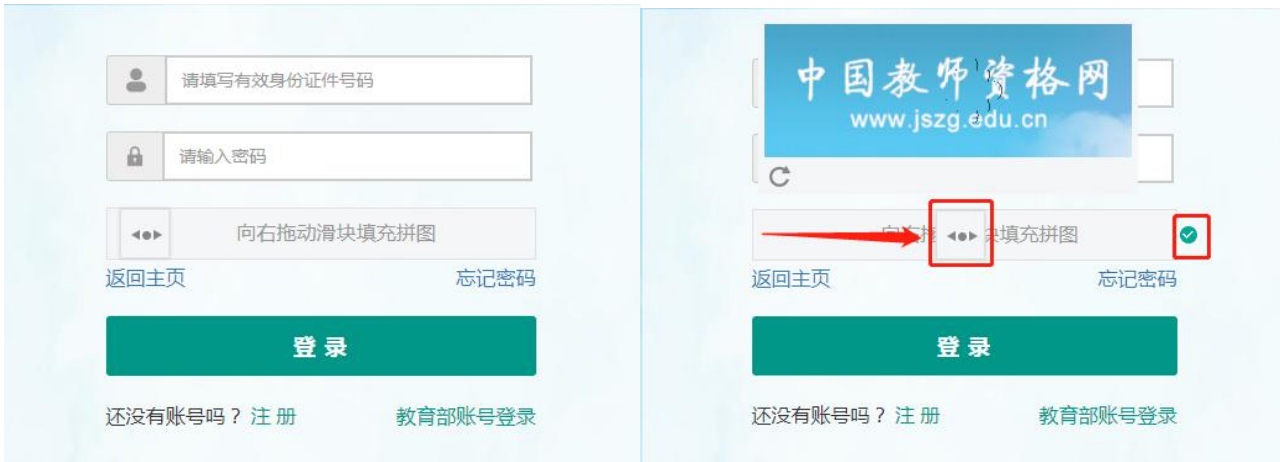 请填写有效身份证件号码
请输入密码
向右拖动滑块填充拼图
返回主页 忘记密码
登录
还没有账号吗？注册 教育部账号登录
中国教师资格网
www.jszg.edu.cn
块填充拼图
返回主页 忘记密码
登录
还没有账号吗？注册 教育部账号登录